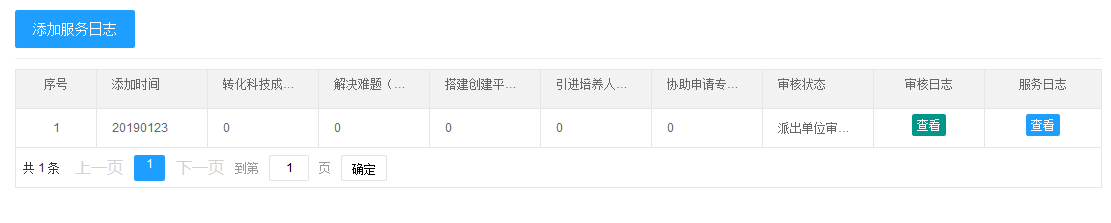 添加服务日志
序号 添加时间 转化科技成... 解决难题（... 搭建创建平... 引进培养人... 协助申请专... 审核状态 审核日志 服务日志
1 20190123 0 0 0 0 0 派出单位审... 查看 查看
共 1 条 上一页 1 下一页 到第 1 页 确定